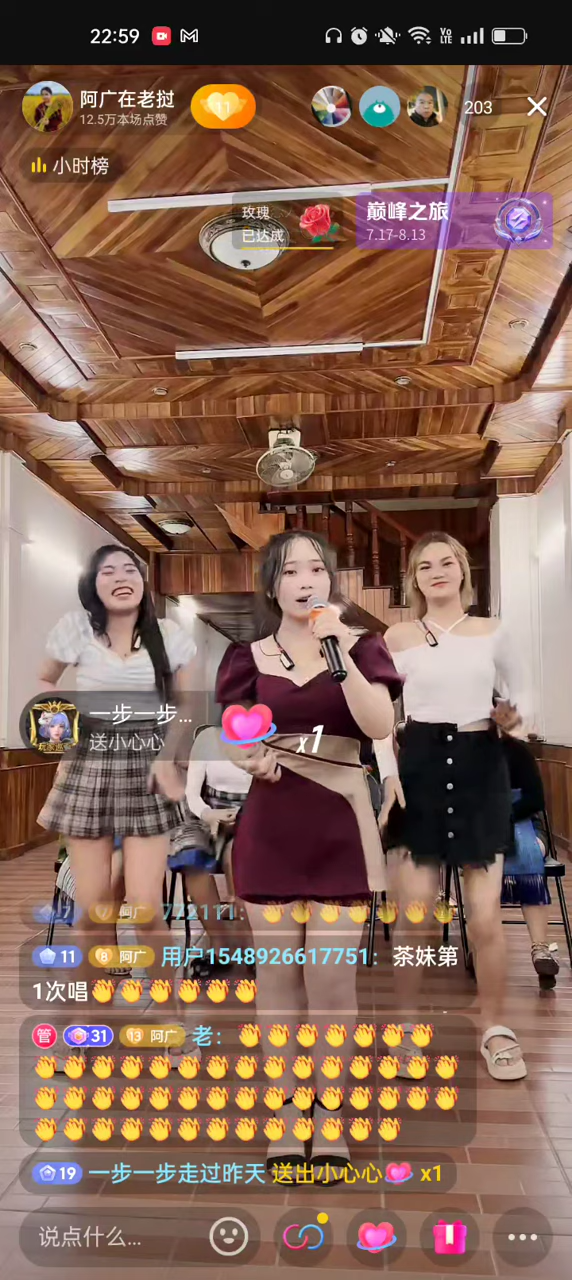 22:59
Vo
LTE
阿广在老挝
12.5万本场点赞
11
203
小时榜
玫瑰
已达成
巅峰之旅
7.17-8.13
一步一步...
送小心心
x1
7 阿广 772111: 👏👏👏👏👏👏👏
11 8 阿广 用户1548926617751: 茶妹第
1次唱👏👏👏👏👏👏
管 31 13 阿广 老: 👏👏👏👏👏👏👏
👏👏👏👏👏👏👏👏👏👏👏👏👏👏👏
👏👏👏👏👏👏👏👏👏👏👏👏👏👏👏
👏👏👏👏👏👏👏👏👏👏👏👏👏
19 一步一步走过昨天 送出小心心 x1
说点什么...